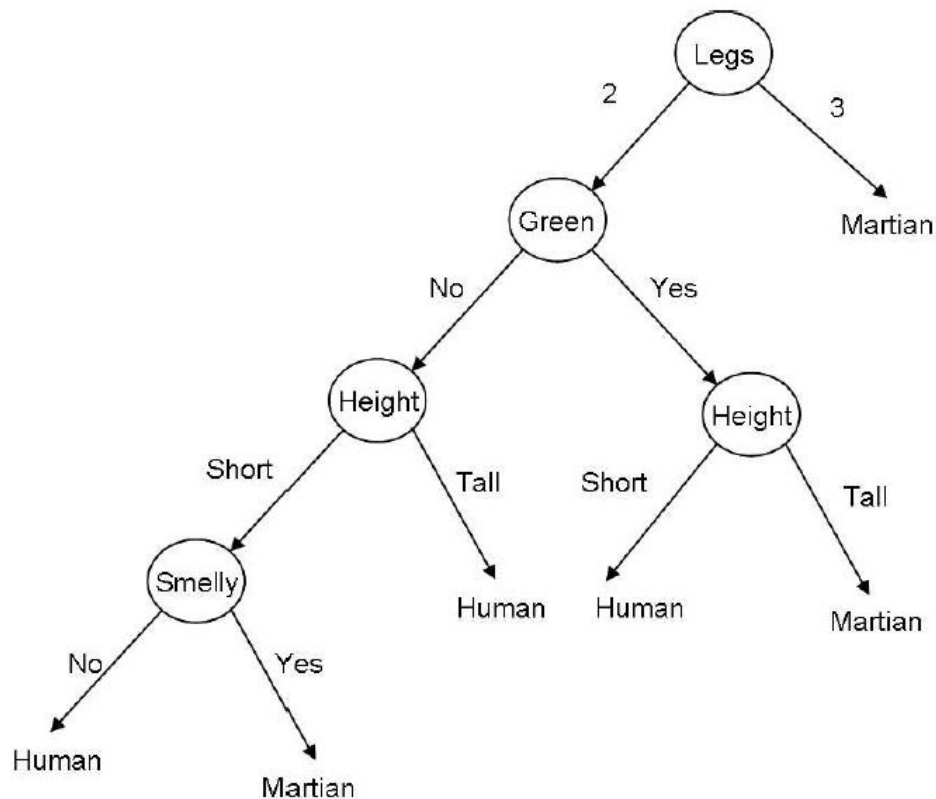 Legs
2
3
Green
Martian
No
Yes
Height
Height
Short
Tall
Short
Tall
Smelly
Human
Human
Martian
No
Yes
Human
Martian